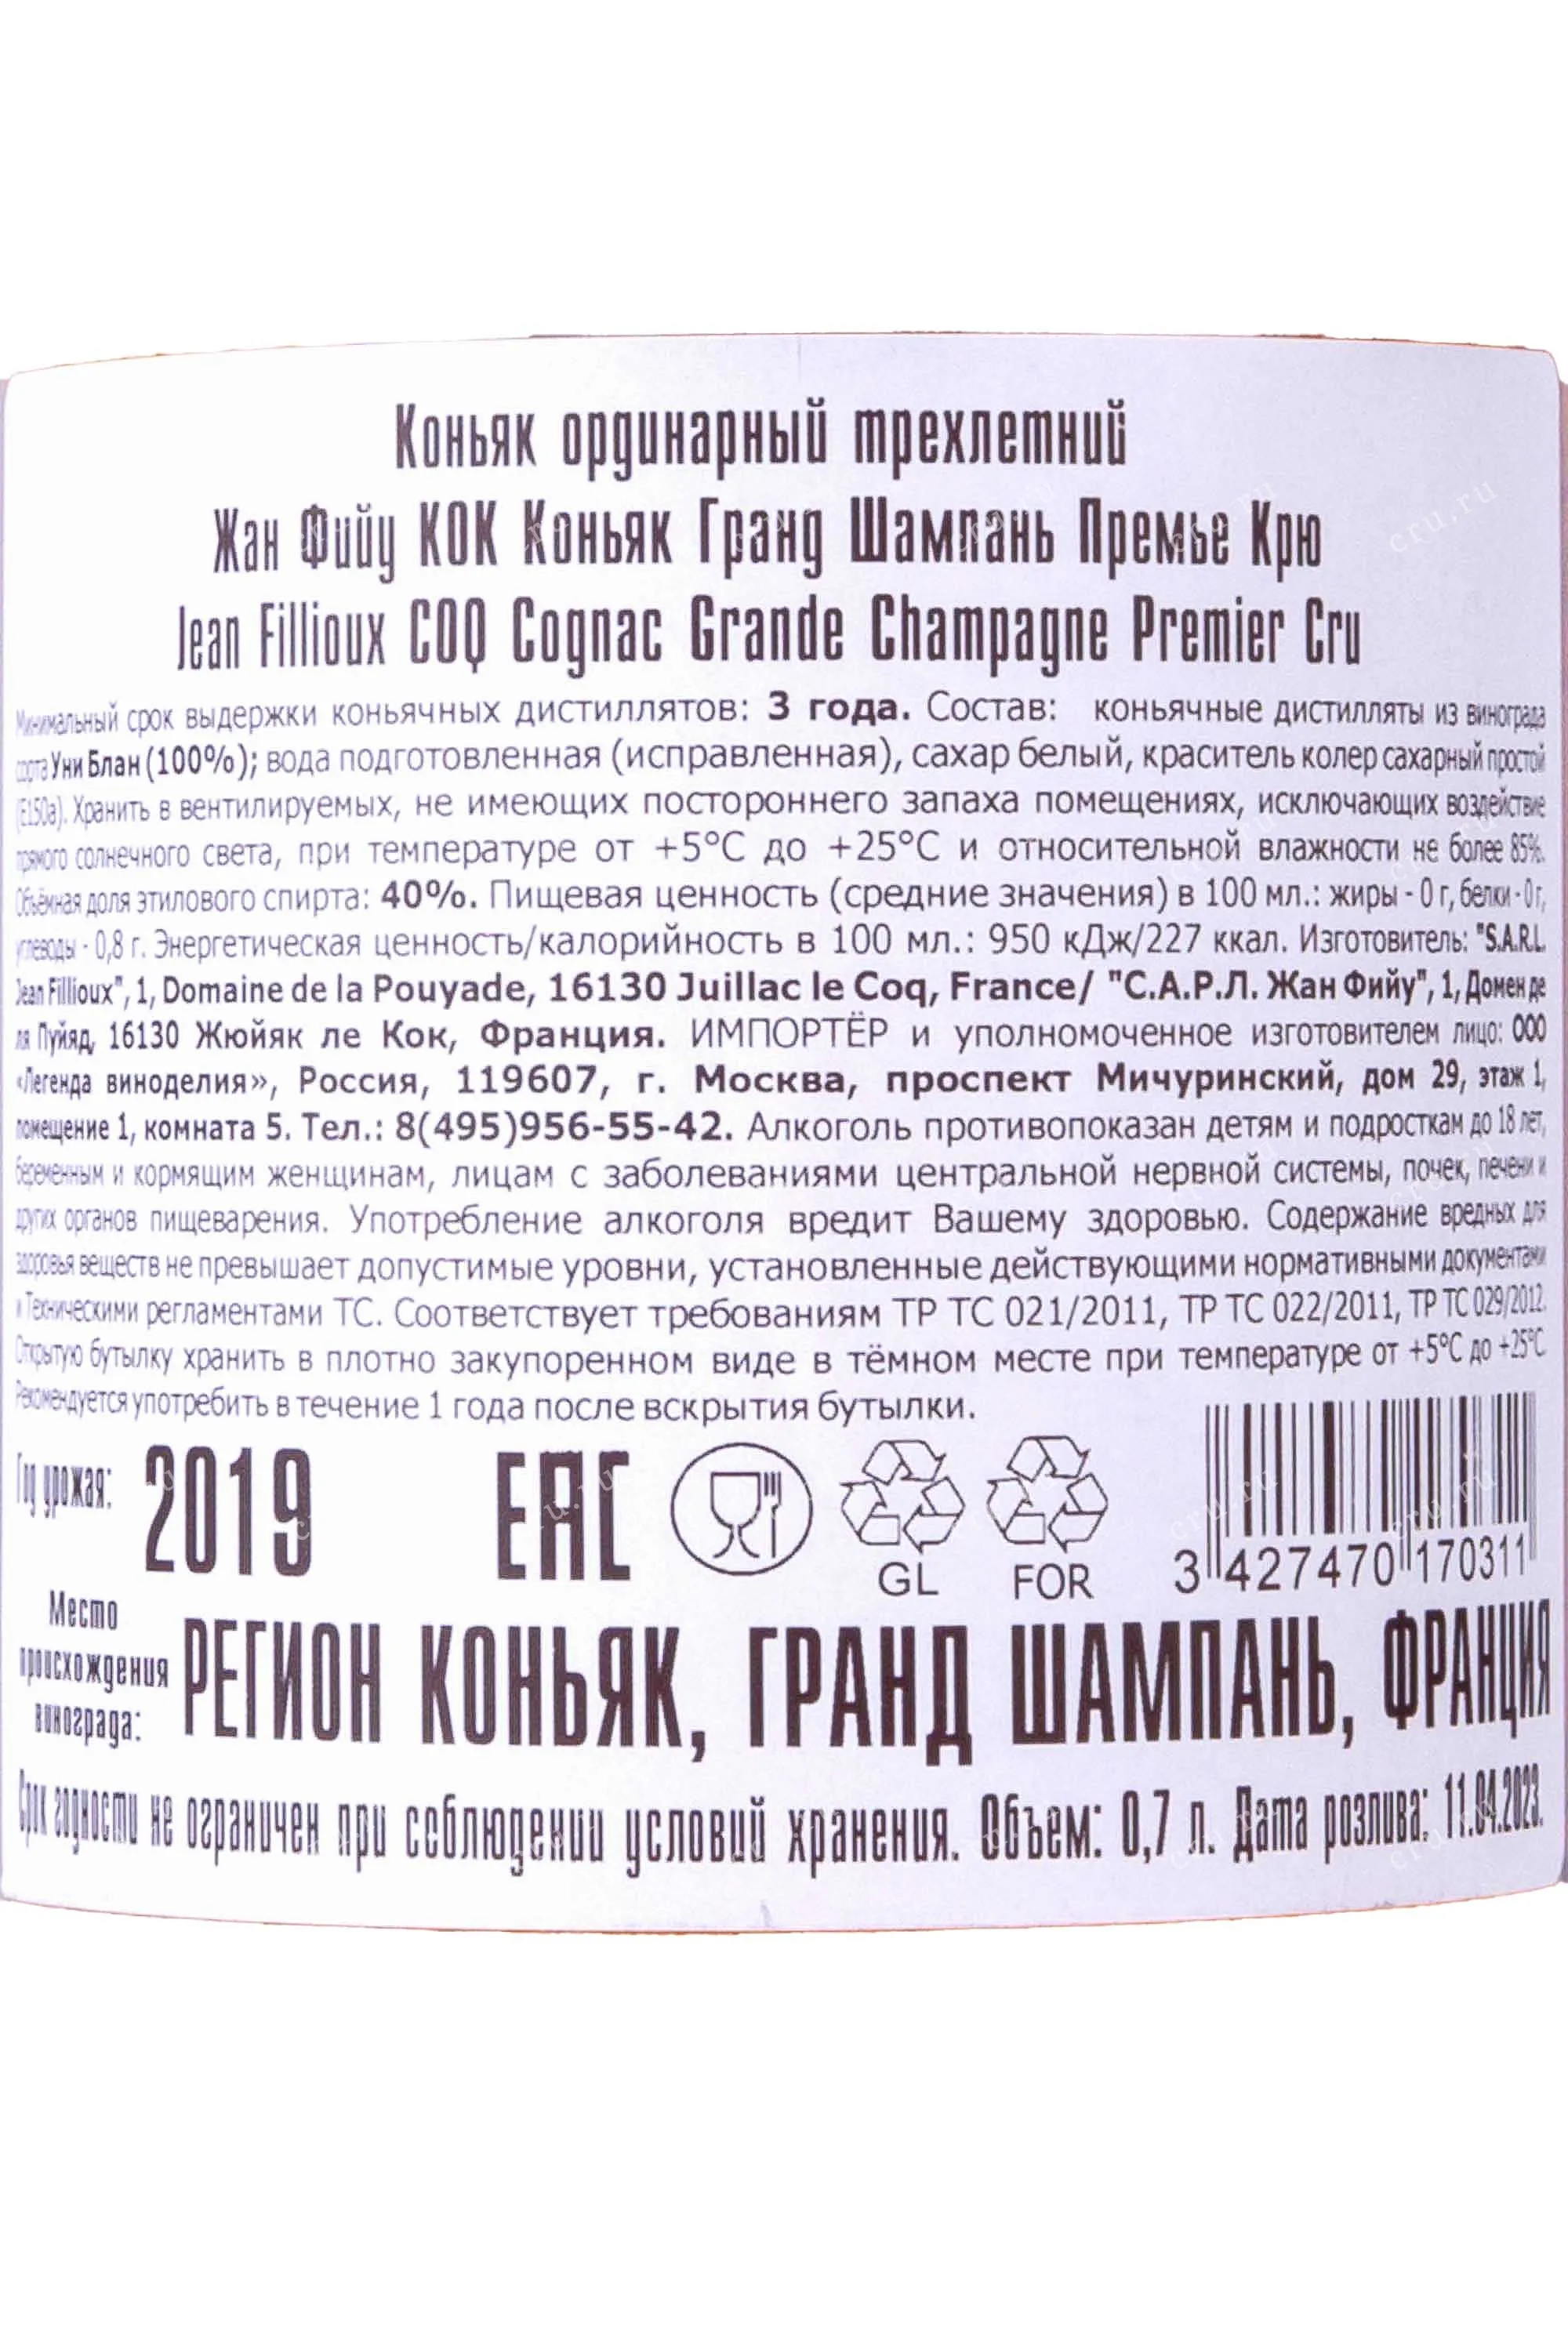 Коньяк ординарный трехлетний
Жан Фийу КОК Коньяк Гранд Шампань Премье Крю
Jean Fillioux COQ Cognac Grande Champagne Premier Cru
Минимальный срок выдержки коньячных дистиллятов: 3 года. Состав: коньячные дистилляты из винограда
сорта Уни Блан (100%); вода подготовленная (исправленная), сахар белый, краситель колер сахарный простой
(Е150а). Хранить в вентилируемых, не имеющих постороннего запаха помещениях, исключающих воздействие
прямого солнечного света, при температуре от +5°C до +25°C и относительной влажности не более 85%.
Объёмная доля этилового спирта: 40%. Пищевая ценность (средние значения) в 100 мл.: жиры - 0 г, белки - 0 г,
углеводы - 0,8 г. Энергетическая ценность/калорийность в 100 мл.: 950 кДж/227 ккал. Изготовитель: "S.A.R.L.
Jean Fillioux", 1, Domaine de la Pouyade, 16130 Juillac le Coq, France/ "С.А.Р.Л. Жан Фийу", 1, Домен де
ля Пуйяд, 16130 Жюйяк ле Кок, Франция. ИМПОРТЁР и уполномоченное изготовителем лицо: ООО
«Легенда виноделия», Россия, 119607, г. Москва, проспект Мичуринский, дом 29, этаж 1,
помещение 1, комната 5. Тел.: 8(495)956-55-42. Алкоголь противопоказан детям и подросткам до 18 лет,
беременным и кормящим женщинам, лицам с заболеваниями центральной нервной системы, почек, печени и
других органов пищеварения. Употребление алкоголя вредит Вашему здоровью. Содержание вредных для
здоровья веществ не превышает допустимые уровни, установленные действующими нормативными документами
и Техническими регламентами ТС. Соответствует требованиям ТР ТС 021/2011, ТР ТС 022/2011, ТР ТС 029/2012.
Открытую бутылку хранить в плотно закупоренном виде в тёмном месте при температуре от +5°C до +25°C.
Рекомендуется употребить в течение 1 года после вскрытия бутылки.
Год урожая: 2019 ЕАС
GL FOR
3 427470 170311
Место
происхождения
винограда:
РЕГИОН КОНЬЯК, ГРАНД ШАМПАНЬ, ФРАНЦИЯ
Срок годности не ограничен при соблюдении условий хранения. Объем: 0,7 л. Дата розлива: 11.04.2023.
cru.ru